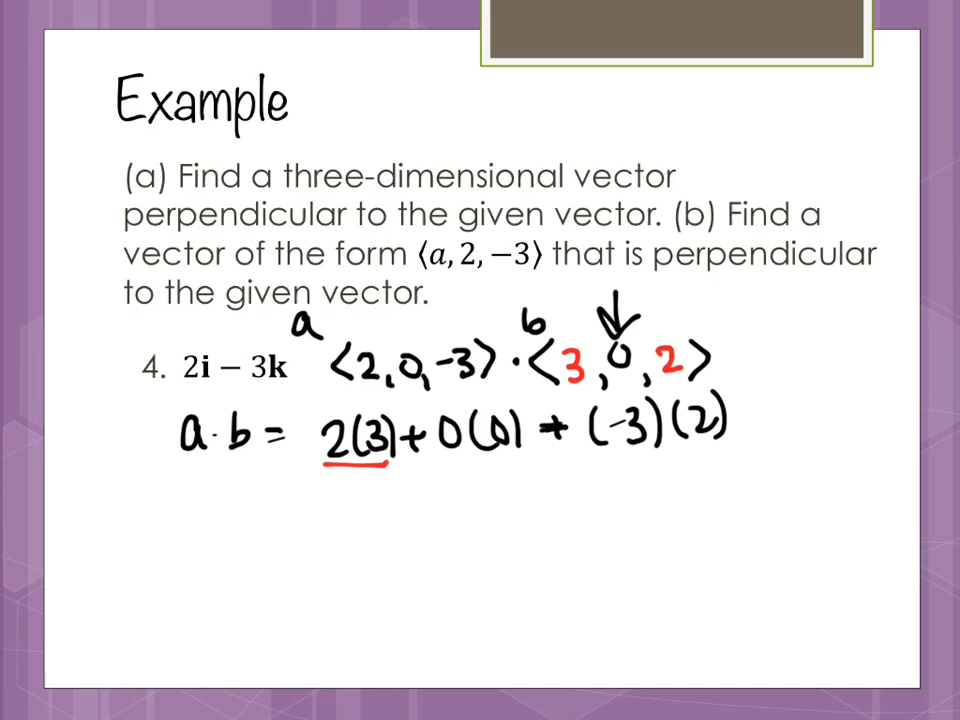 Example
(a) Find a three-dimensional vector
perpendicular to the given vector. (b) Find a
vector of the form ⟨a, 2, −3⟩ that is perpendicular
to the given vector.
a b
4. 2i − 3k ⟨2, 0, -3⟩ · ⟨3, 0, 2⟩
a · b = 2(3) + 0(0) + (-3)(2)